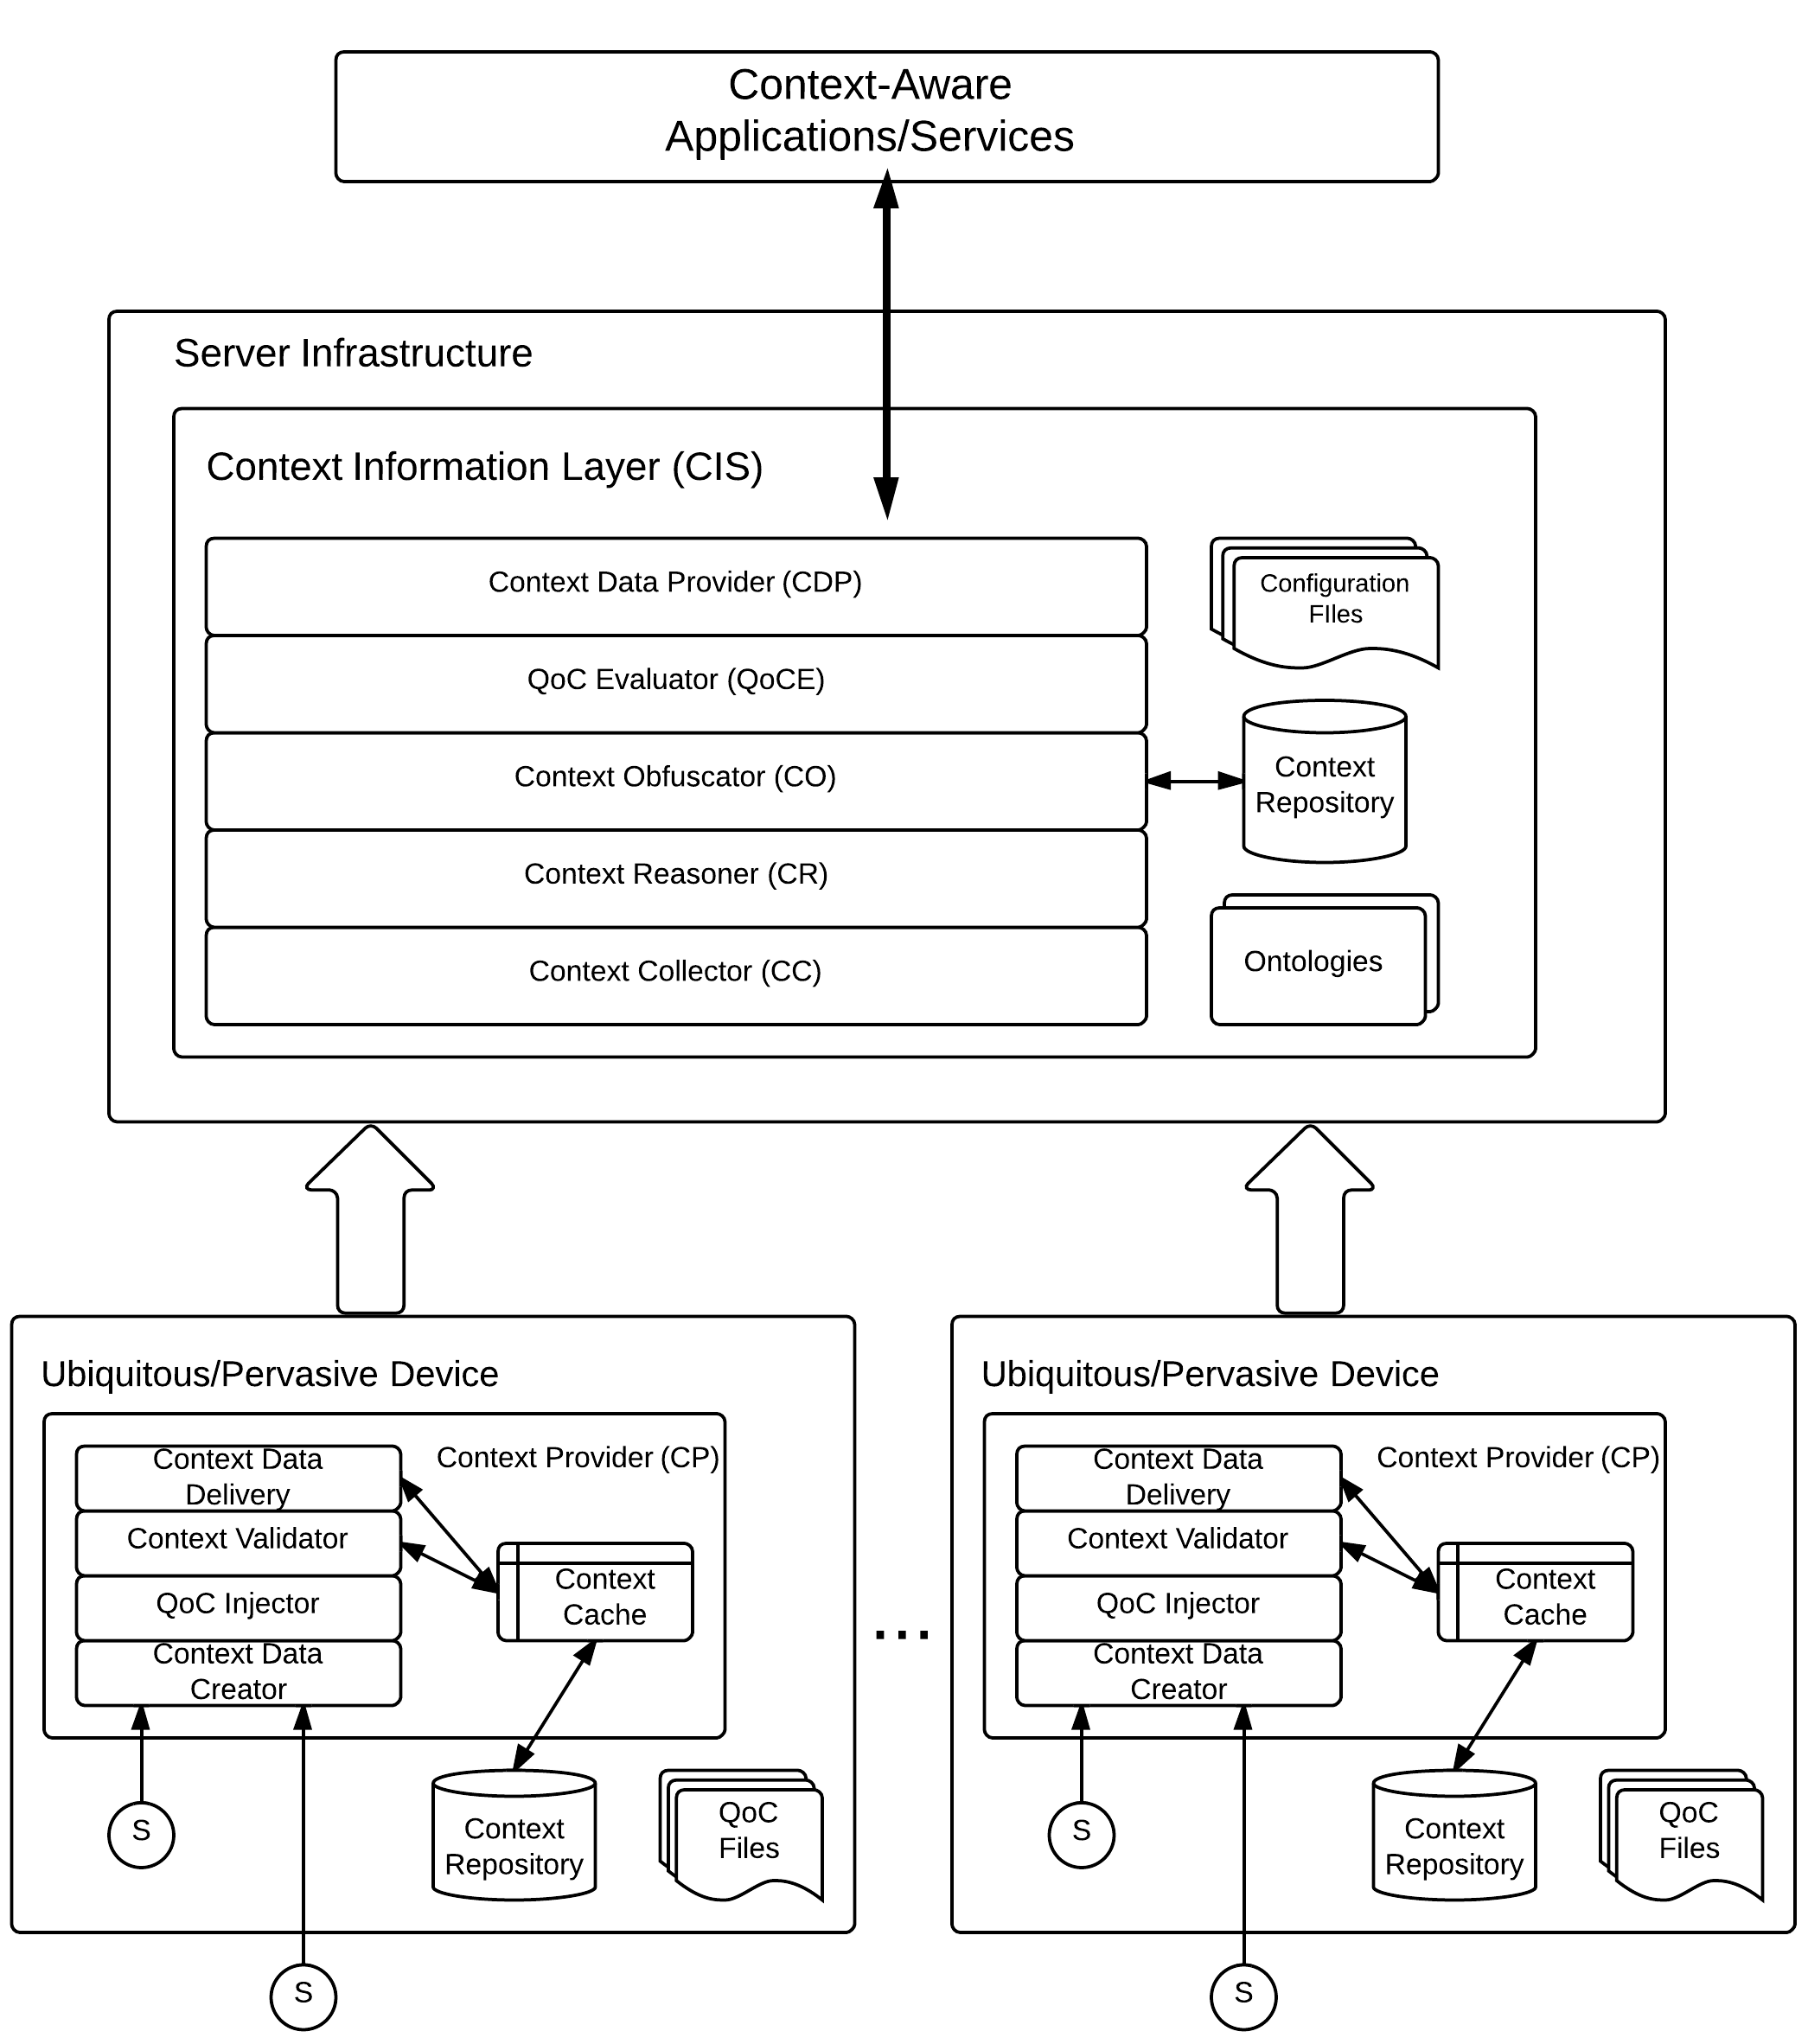 Context-Aware
Applications/Services
Server Infrastructure
Context Information Layer (CIS)
Context Data Provider (CDP)
QoC Evaluator (QoCE)
Context Obfuscator (CO)
Context Reasoner (CR)
Context Collector (CC)
Configuration
FIles
Context
Repository
Ontologies
Ubiquitous/Pervasive Device
Context Provider (CP)
Context Data
Delivery
Context Validator
QoC Injector
Context Data
Creator
Context
Cache
S
Context
Repository
QoC
Files
S
...
Ubiquitous/Pervasive Device
Context Provider (CP)
Context Data
Delivery
Context Validator
QoC Injector
Context Data
Creator
Context
Cache
S
Context
Repository
QoC
Files
S